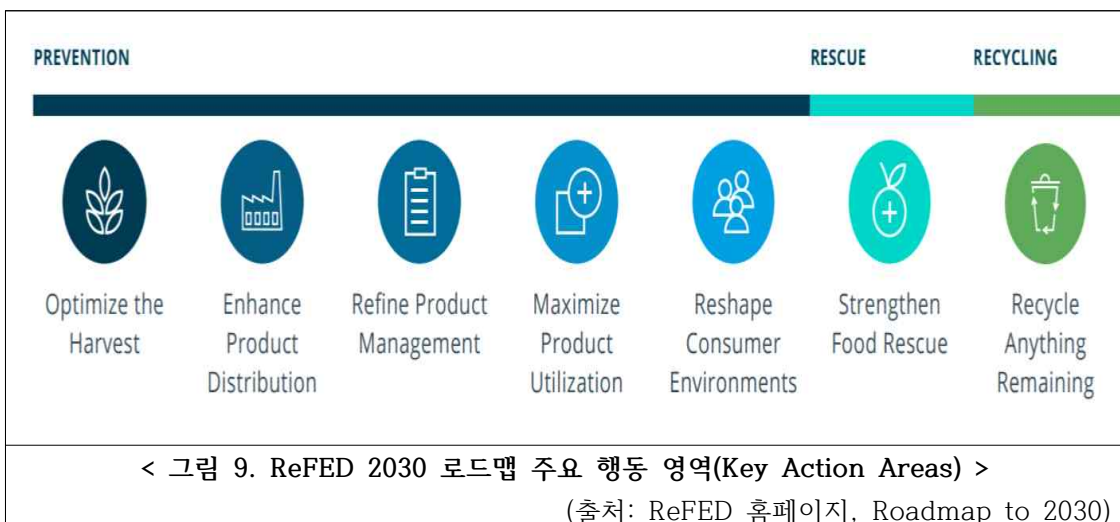 PREVENTION
RESCUE
RECYCLING
Optimize the
Harvest
Enhance
Product
Distribution
Refine Product
Management
Maximize
Product
Utilization
Reshape
Consumer
Environments
Strengthen
Food Rescue
Recycle
Anything
Remaining
< 그림 9. ReFED 2030 로드맵 주요 행동 영역(Key Action Areas) >
(출처: ReFED 홈페이지, Roadmap to 2030)